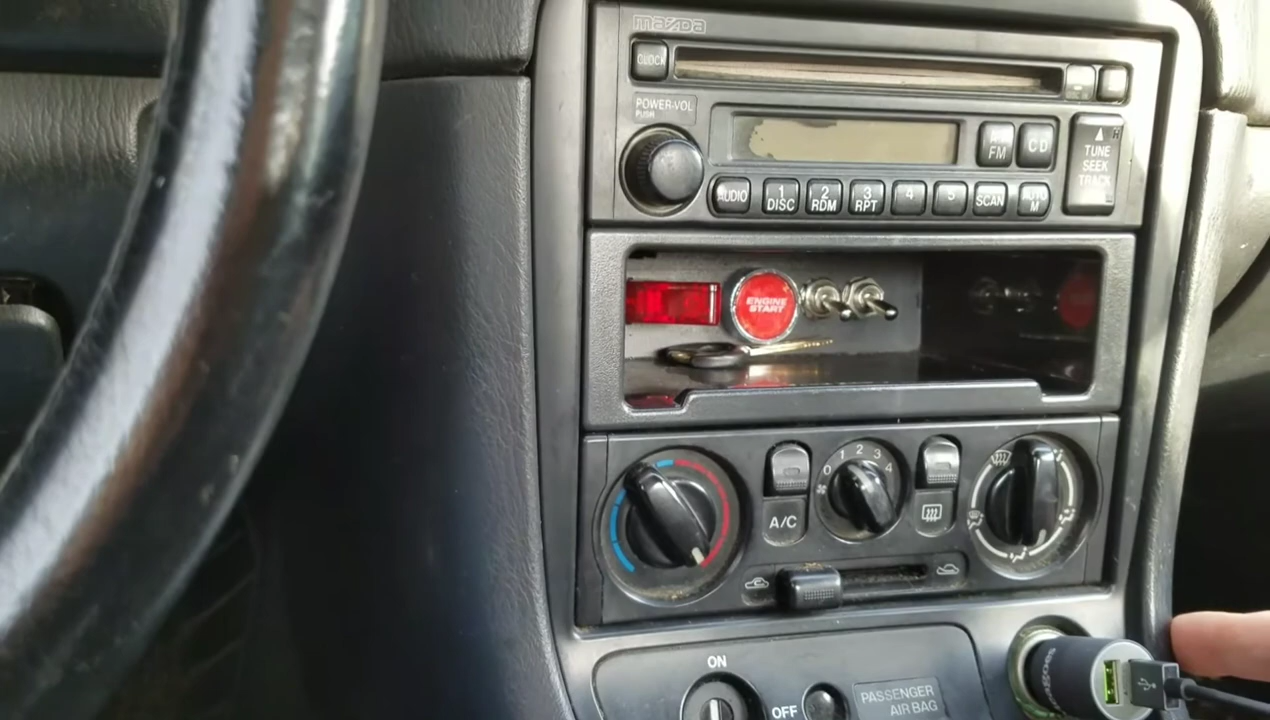 mazda
CLOCK
POWER-VOL
PUSH
FM
CD
TUNE
SEEK
TRACK
AUDIO
1
DISC
2
RDM
3
RPT
4
5
SCAN
AUTO
M
ENGINE
START
0
1
2
3
4
A/C
ON
OFF
PASSENGER
AIR BAG